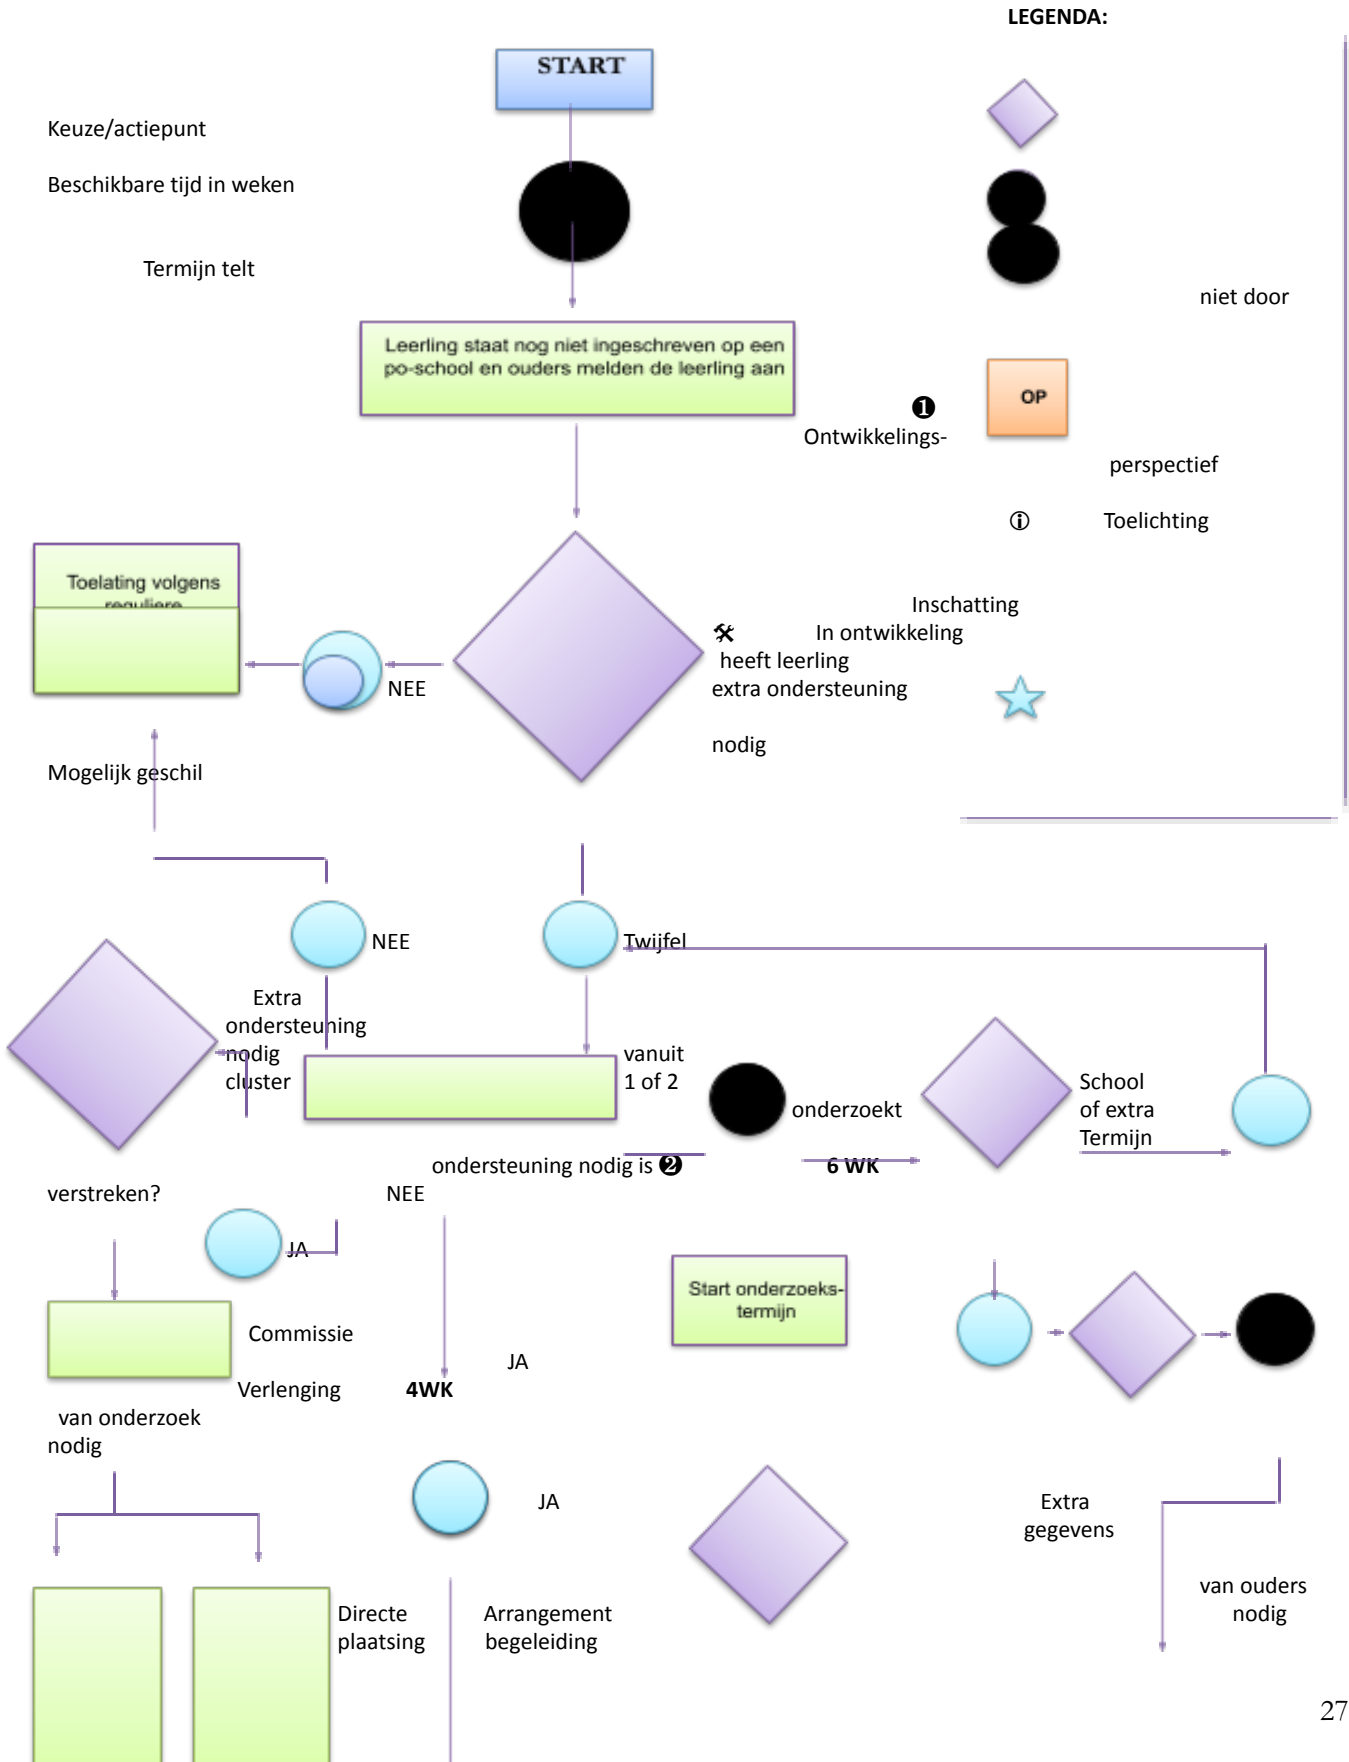 LEGENDA:
START
Keuze/actiepunt
Beschikbare tijd in weken
Termijn telt
niet door
Leerling staat nog niet ingeschreven op een
po-school en ouders melden de leerling aan
❶
OP
Ontwikkelings-
perspectief
🛈 Toelichting
Toelating volgens
reguliere
Inschatting
🛠 In ontwikkeling
heeft leerling
NEE
extra ondersteuning
nodig
Mogelijk geschil
NEE
Twijfel
Extra
ondersteuning
nodig
cluster
vanuit
1 of 2
onderzoekt
School
of extra
Termijn
ondersteuning nodig is ❷
6 WK
verstreken?
NEE
JA
Start onderzoeks-
termijn
Commissie
JA
Verlenging
4WK
van onderzoek
nodig
JA
Extra
gegevens
van ouders
nodig
Directe
plaatsing
Arrangement
begeleiding
27